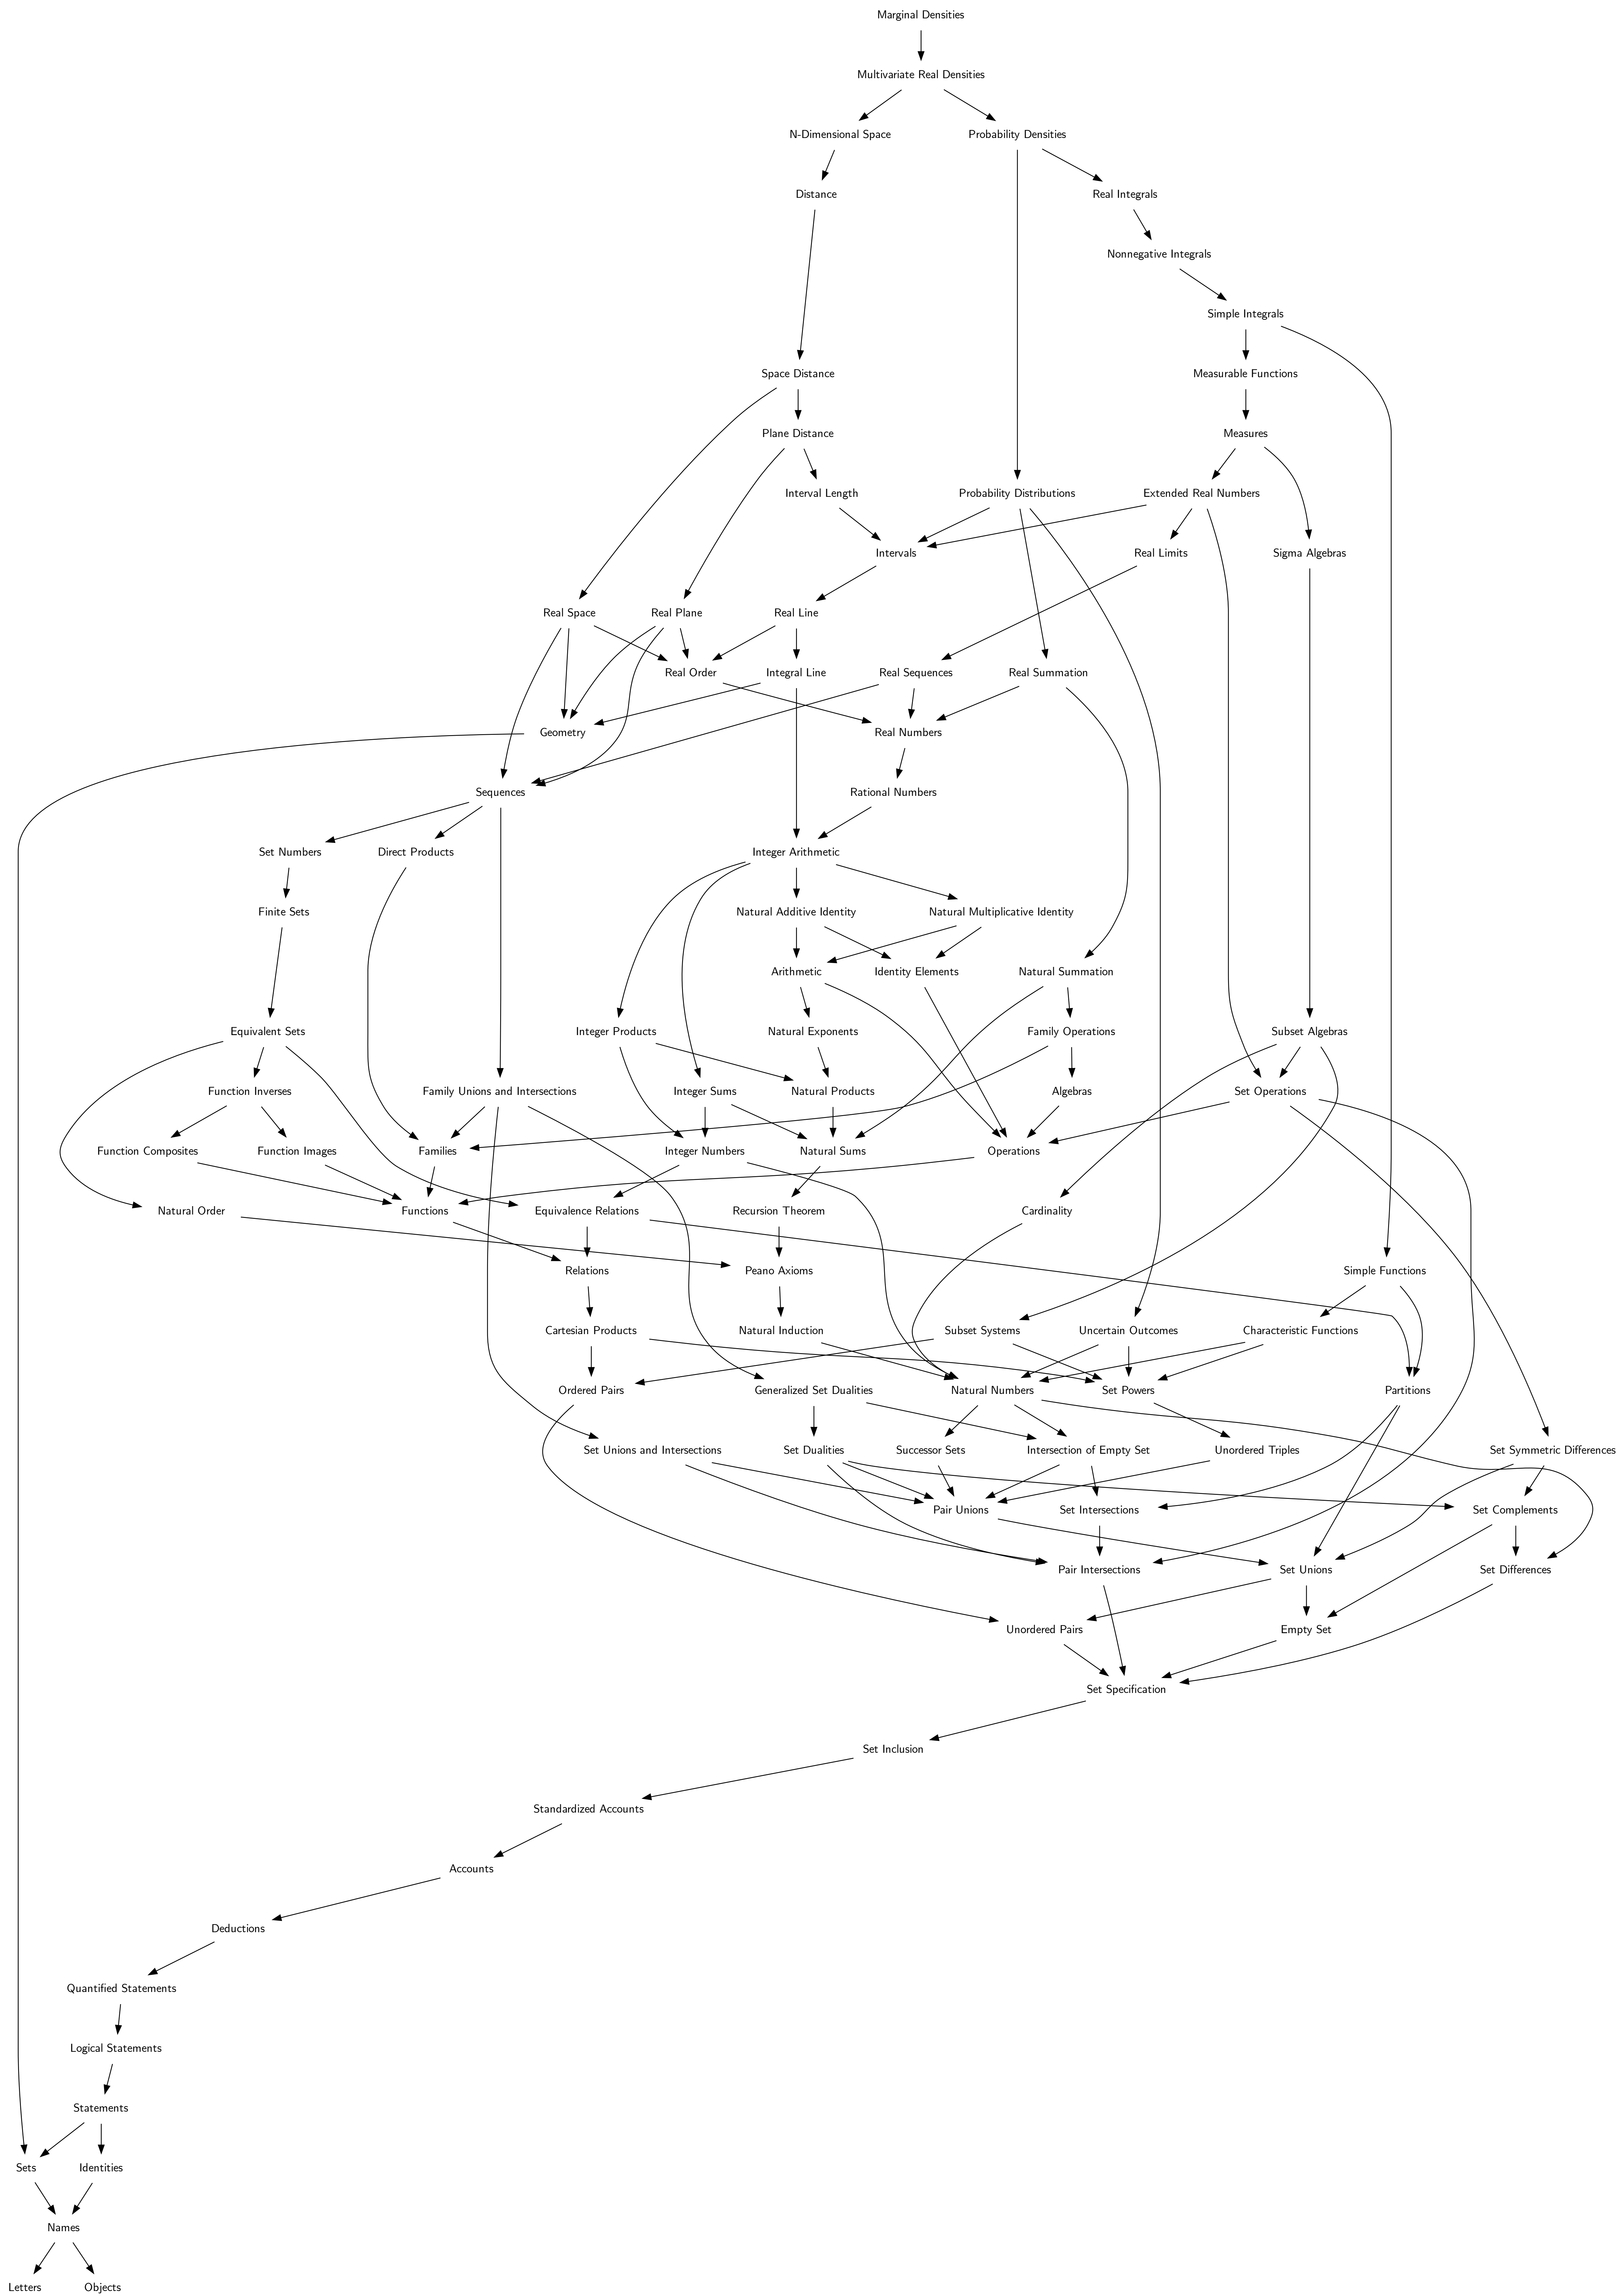 Marginal Densities
Multivariate Real Densities
N-Dimensional Space
Probability Densities
Distance
Real Integrals
Nonnegative Integrals
Simple Integrals
Space Distance
Measurable Functions
Plane Distance
Measures
Interval Length
Probability Distributions
Extended Real Numbers
Intervals
Real Limits
Sigma Algebras
Real Space
Real Plane
Real Line
Real Order
Integral Line
Real Sequences
Real Summation
Geometry
Real Numbers
Sequences
Rational Numbers
Set Numbers
Direct Products
Integer Arithmetic
Finite Sets
Natural Additive Identity
Natural Multiplicative Identity
Arithmetic
Identity Elements
Natural Summation
Equivalent Sets
Integer Products
Natural Exponents
Family Operations
Subset Algebras
Function Inverses
Family Unions and Intersections
Integer Sums
Natural Products
Algebras
Set Operations
Function Composites
Function Images
Families
Integer Numbers
Natural Sums
Operations
Natural Order
Functions
Equivalence Relations
Recursion Theorem
Cardinality
Relations
Peano Axioms
Simple Functions
Cartesian Products
Natural Induction
Subset Systems
Uncertain Outcomes
Characteristic Functions
Ordered Pairs
Generalized Set Dualities
Natural Numbers
Set Powers
Partitions
Set Unions and Intersections
Set Dualities
Successor Sets
Intersection of Empty Set
Unordered Triples
Set Symmetric Differences
Pair Unions
Set Intersections
Set Complements
Pair Intersections
Set Unions
Set Differences
Unordered Pairs
Empty Set
Set Specification
Set Inclusion
Standardized Accounts
Accounts
Deductions
Quantified Statements
Logical Statements
Statements
Sets
Identities
Names
Letters
Objects